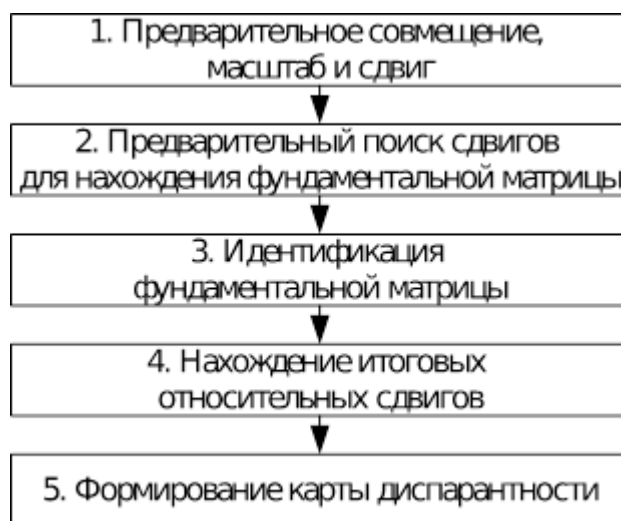 1. Предварительное совмещение,
масштаб и сдвиг
2. Предварительный поиск сдвигов
для нахождения фундаментальной матрицы
3. Идентификация
фундаментальной матрицы
4. Нахождение итоговых
относительных сдвигов
5. Формирование карты диспарантности